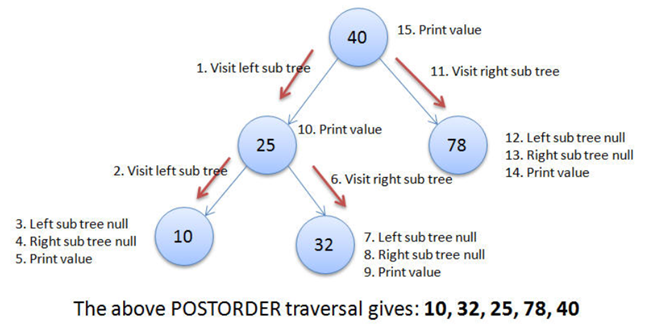 40
15. Print value
1. Visit left sub tree
11. Visit right sub tree
10. Print value
25
78
12. Left sub tree null
13. Right sub tree null
14. Print value
2. Visit left sub tree
6. Visit right sub tree
3. Left sub tree null
4. Right sub tree null
5. Print value
10
32
7. Left sub tree null
8. Right sub tree null
9. Print value
The above POSTORDER traversal gives: 10, 32, 25, 78, 40